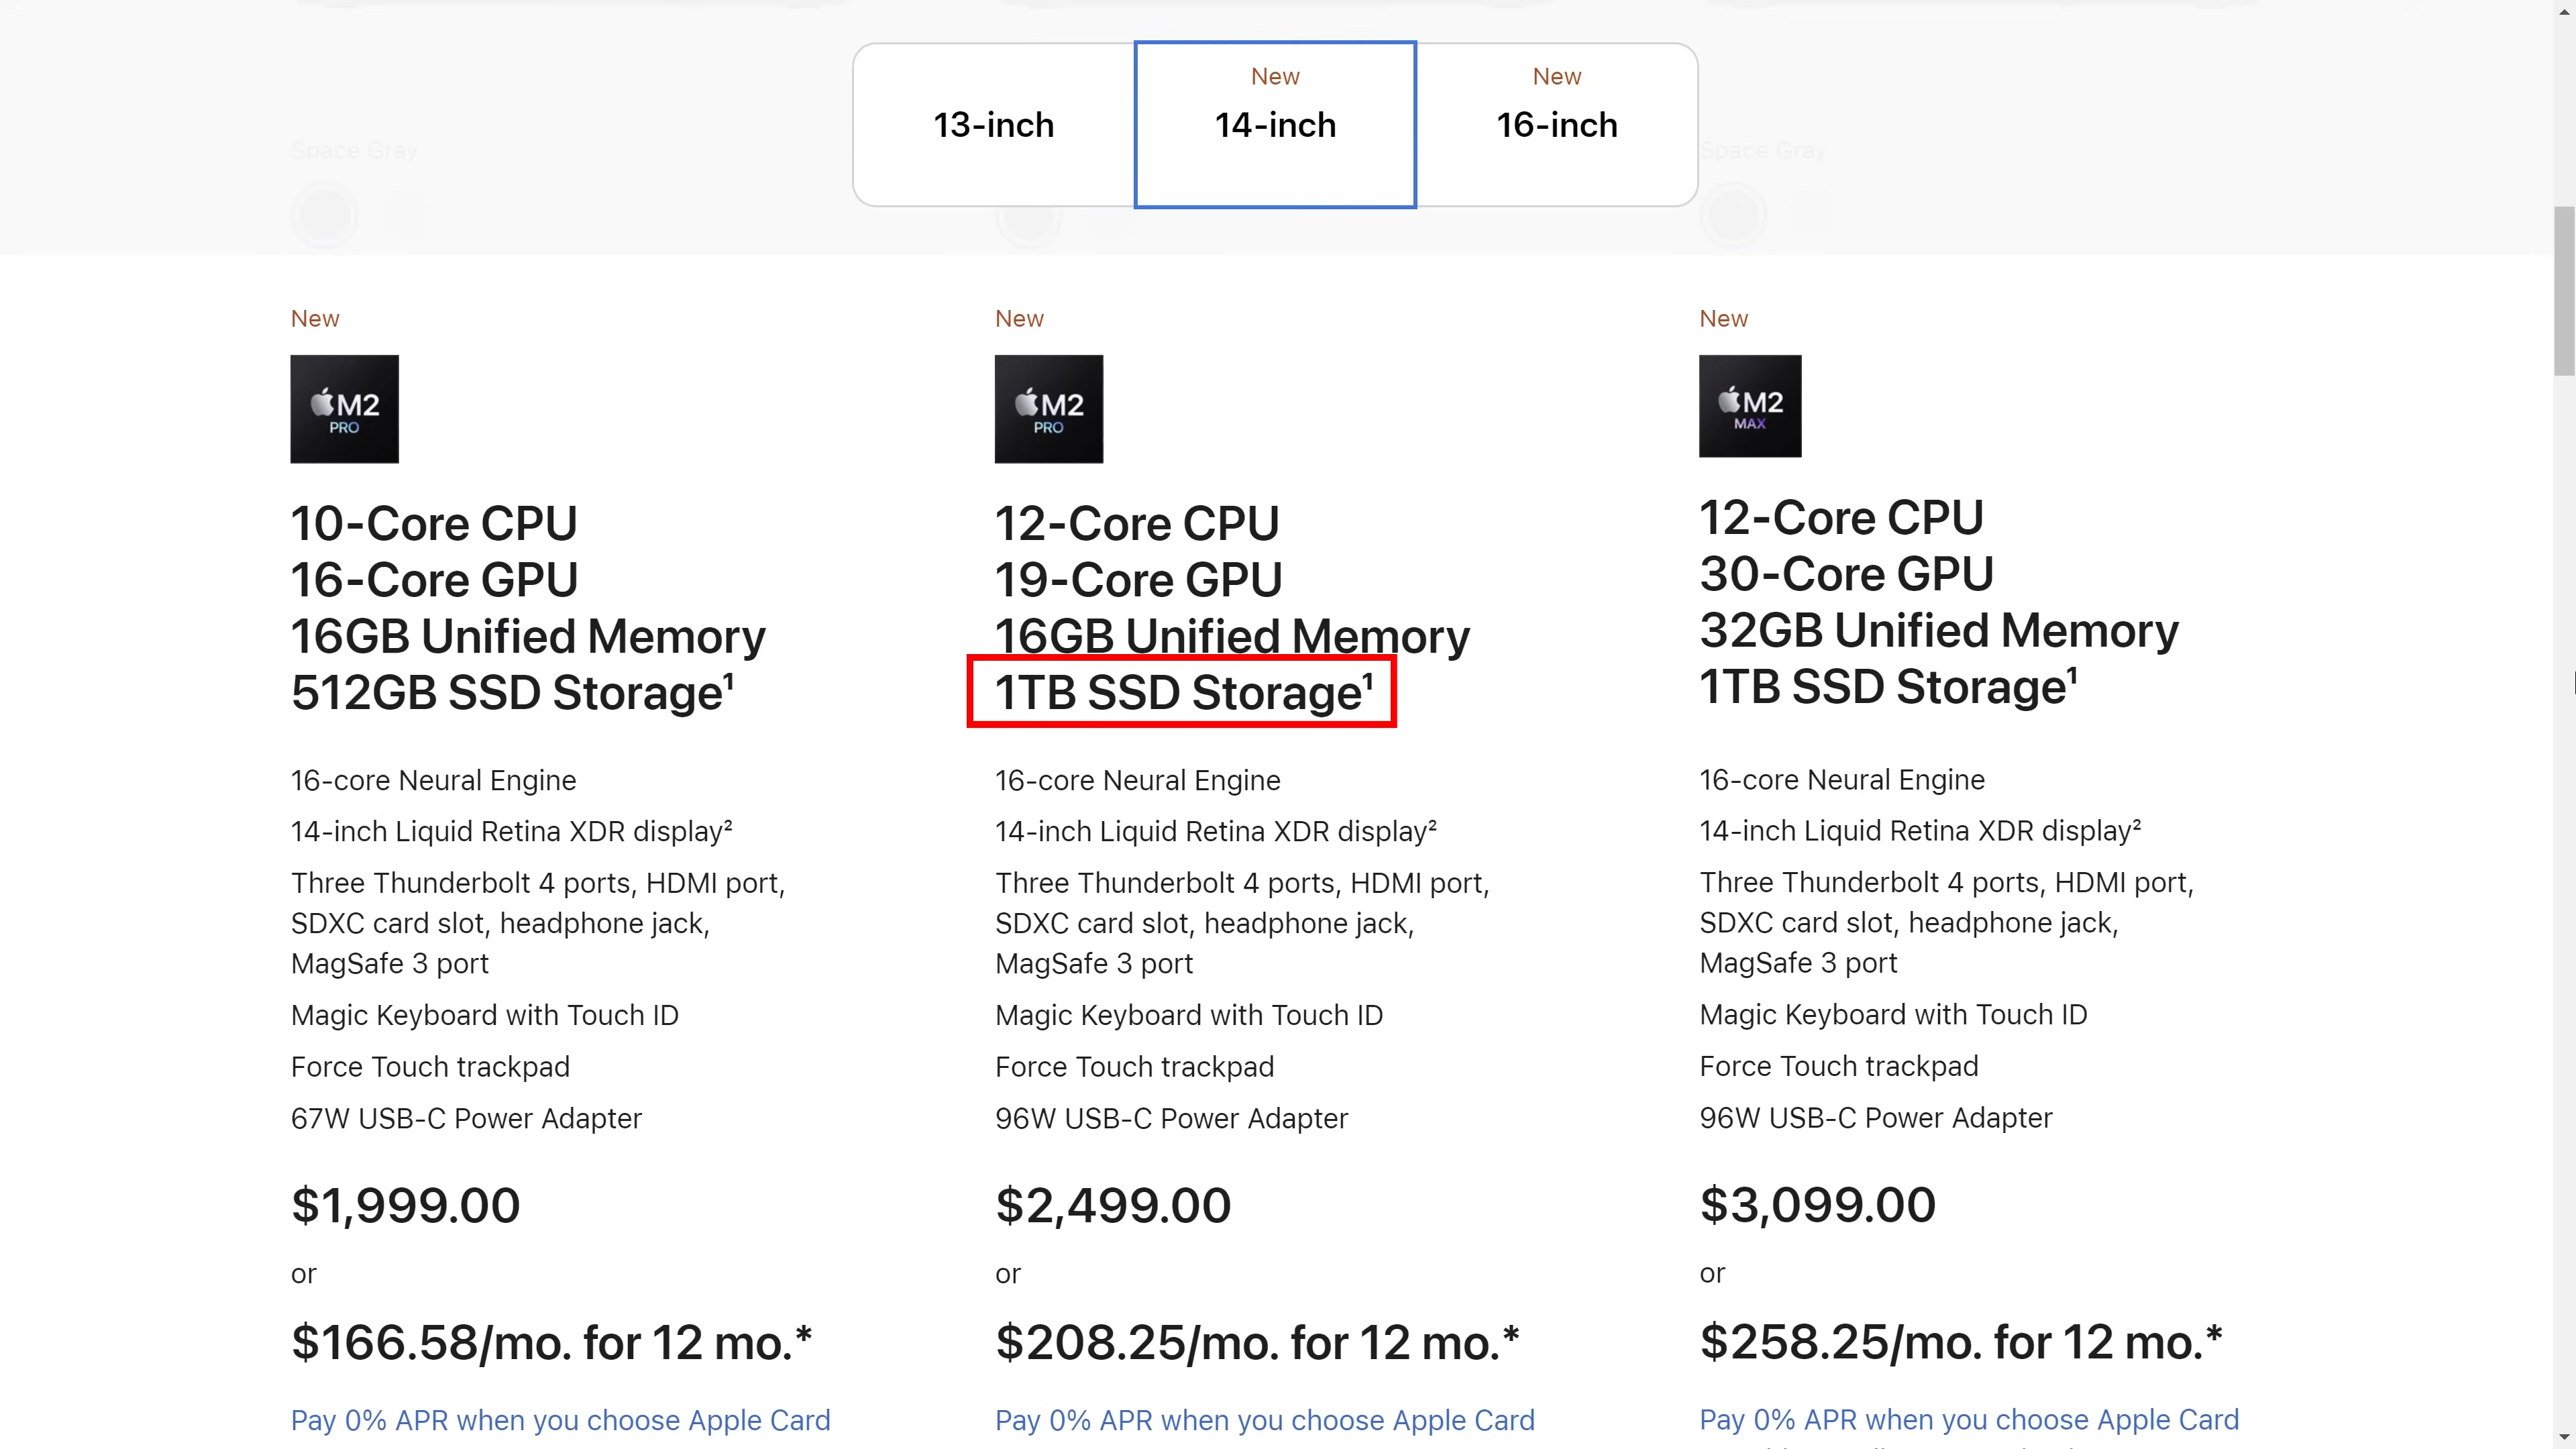 New
New
13-inch
14-inch
16-inch
Space Gray
Space Gray
New
M2
PRO
10-Core CPU
16-Core GPU
16GB Unified Memory
512GB SSD Storage¹
16-core Neural Engine
14-inch Liquid Retina XDR display²
Three Thunderbolt 4 ports, HDMI port,
SDXC card slot, headphone jack,
MagSafe 3 port
Magic Keyboard with Touch ID
Force Touch trackpad
67W USB-C Power Adapter
$1,999.00
or
$166.58/mo. for 12 mo.*
Pay 0% APR when you choose Apple Card
New
M2
PRO
12-Core CPU
19-Core GPU
16GB Unified Memory
1TB SSD Storage¹
16-core Neural Engine
14-inch Liquid Retina XDR display²
Three Thunderbolt 4 ports, HDMI port,
SDXC card slot, headphone jack,
MagSafe 3 port
Magic Keyboard with Touch ID
Force Touch trackpad
96W USB-C Power Adapter
$2,499.00
or
$208.25/mo. for 12 mo.*
Pay 0% APR when you choose Apple Card
New
M2
MAX
12-Core CPU
30-Core GPU
32GB Unified Memory
1TB SSD Storage¹
16-core Neural Engine
14-inch Liquid Retina XDR display²
Three Thunderbolt 4 ports, HDMI port,
SDXC card slot, headphone jack,
MagSafe 3 port
Magic Keyboard with Touch ID
Force Touch trackpad
96W USB-C Power Adapter
$3,099.00
or
$258.25/mo. for 12 mo.*
Pay 0% APR when you choose Apple Card